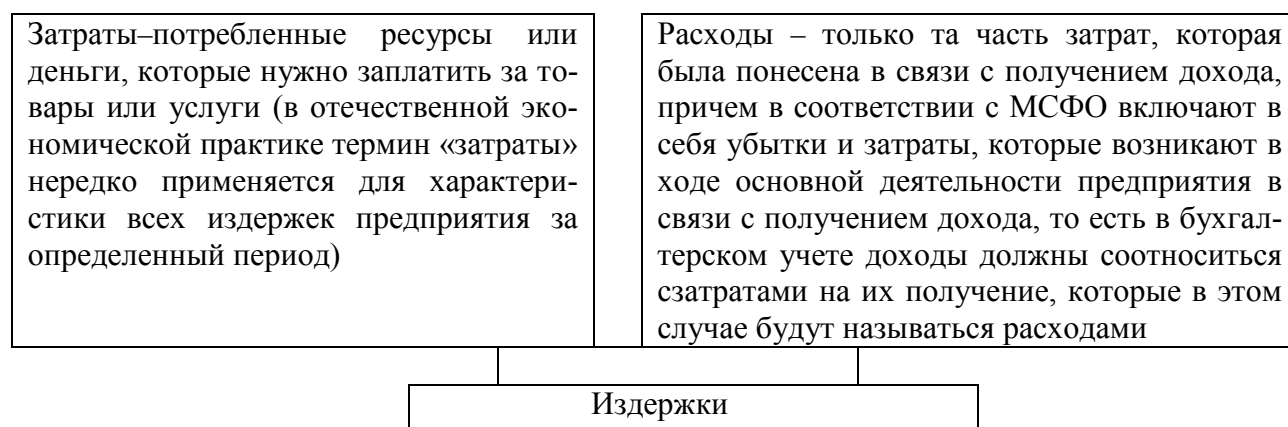 Затраты–потребленные ресурсы или
деньги, которые нужно заплатить за то-
вары или услуги (в отечественной эко-
номической практике термин «затраты»
нередко применяется для характери-
стики всех издержек предприятия за
определенный период)
Расходы – только та часть затрат, которая
была понесена в связи с получением дохода,
причем в соответствии с МСФО включают в
себя убытки и затраты, которые возникают в
ходе основной деятельности предприятия в
связи с получением дохода, то есть в бухгал-
терском учете доходы должны соотноситься
сзатратами на их получение, которые в этом
случае будут называться расходами
Издержки